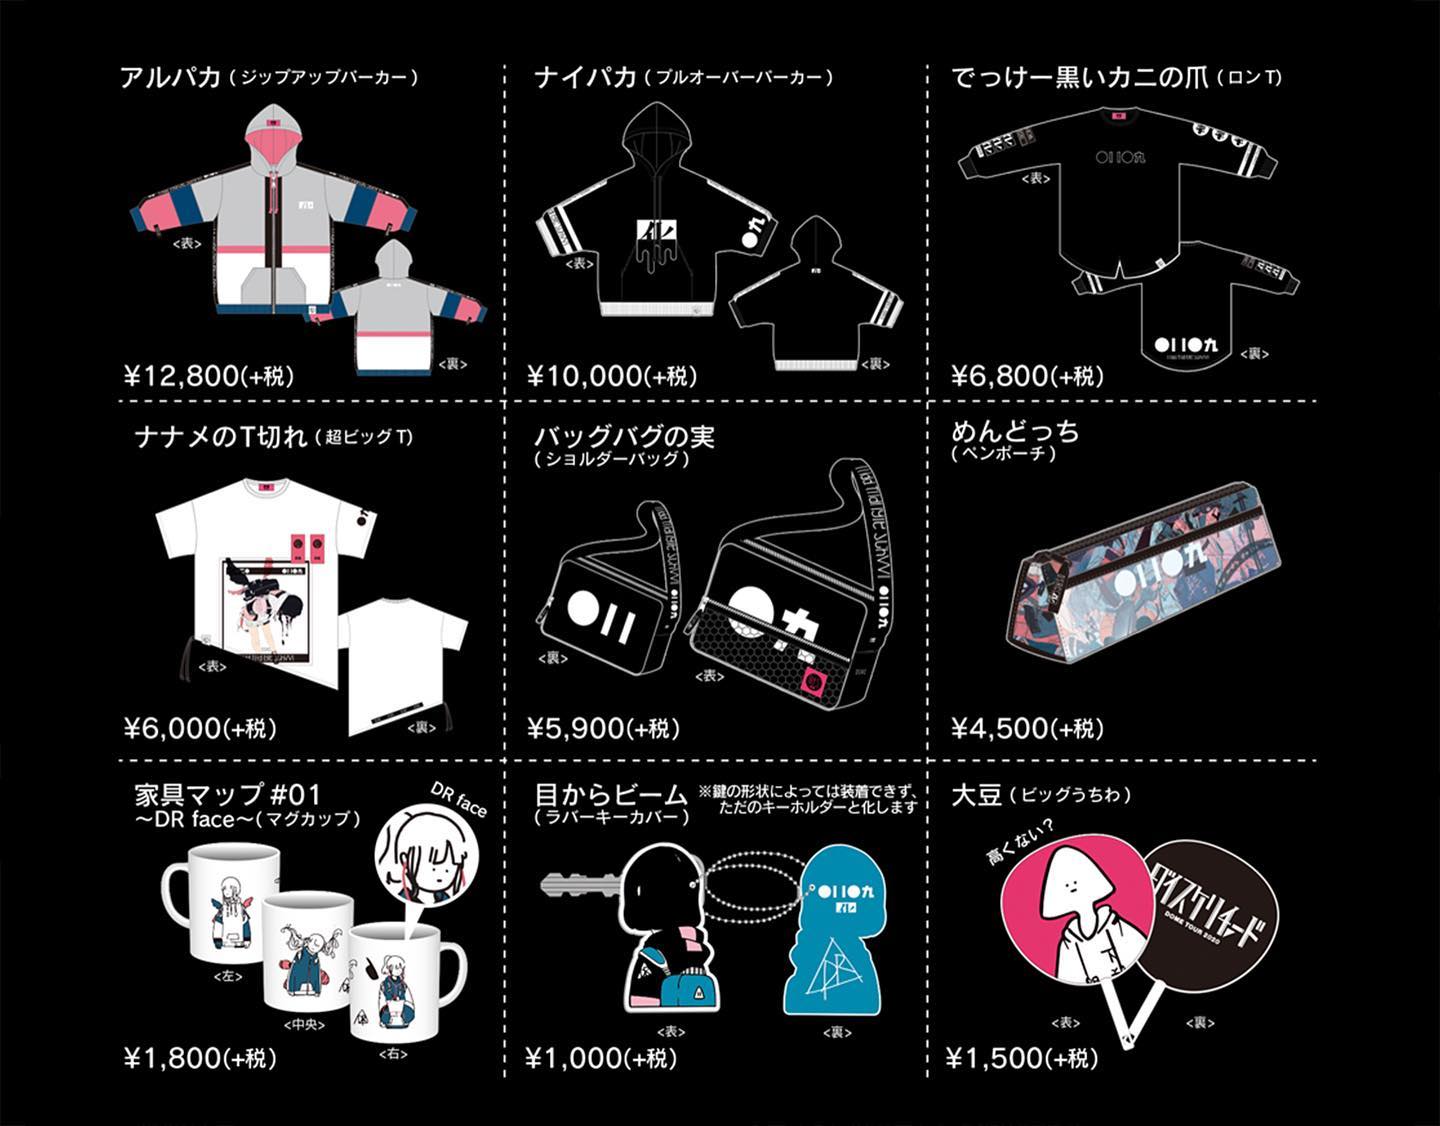 アルパカ ( ジップアップパーカー )
<表>
<裏>
¥12,800(+税)
ナイパカ ( プルオーバーパーカー )
<表>
<裏>
¥10,000(+税)
でっけー黒いカニの爪 ( ロン T)
<表>
<裏>
¥6,800(+税)
ナナメのT切れ ( 超ビッグ T)
<表>
<裏>
¥6,000(+税)
バッグバグの実
( ショルダーバッグ )
<裏>
<表>
¥5,900(+税)
めんどっち
( ペンポーチ )
¥4,500(+税)
家具マップ #01
～DR face～( マグカップ )
DR face
<左>
<中央>
<右>
¥1,800(+税)
目からビーム
( ラバーキーカバー )
※鍵の形状によっては装着できず、
ただのキーホルダーと化します
<表>
<裏>
¥1,000(+税)
大豆 ( ビッグうちわ )
高くない?
ダイスケリチャード
DOME TOUR 2020
<表>
<裏>
¥1,500(+税)